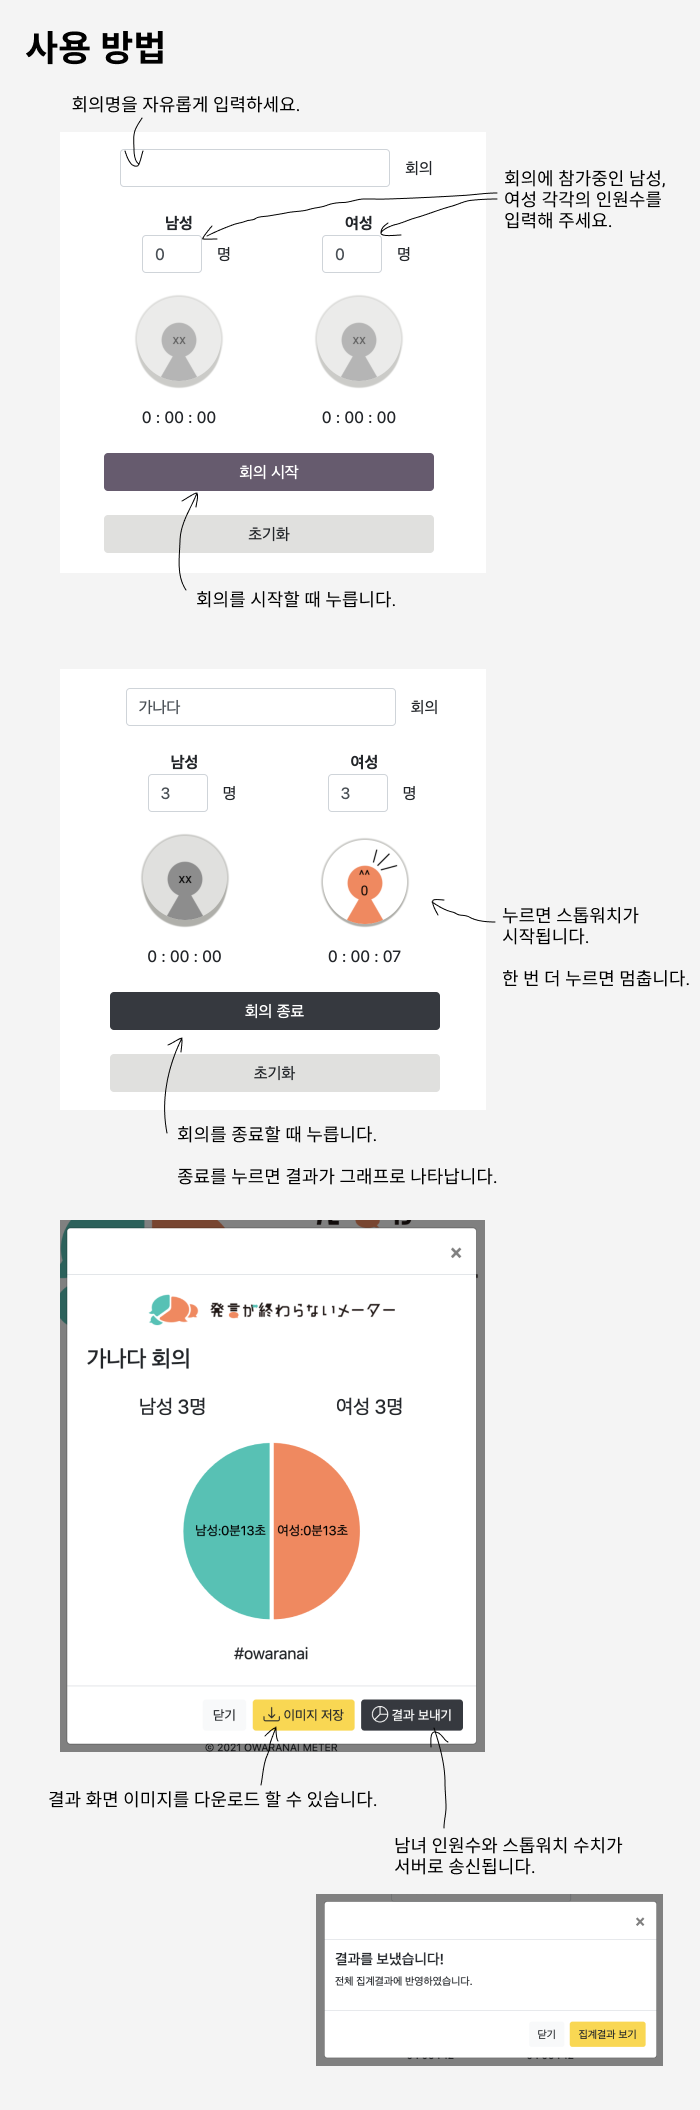 사용 방법
회의명을 자유롭게 입력하세요.
회의
회의에 참가중인 남성,
여성 각각의 인원수를
입력해 주세요.
남성 여성
0 명 0 명
xx xx
0 : 00 : 00 0 : 00 : 00
회의 시작
초기화
회의를 시작할 때 누릅니다.
가나다 회의
남성 여성
3 명 3 명
xx ^^
0
누르면 스톱워치가
시작됩니다.
한 번 더 누르면 멈춥니다.
0 : 00 : 00 0 : 00 : 07
회의 종료
초기화
회의를 종료할 때 누릅니다.
종료를 누르면 결과가 그래프로 나타납니다.
×
発言が終わらないメーター
가나다 회의
남성 3명 여성 3명
남성:0분13초 여성:0분13초
#owaranai
닫기 이미지 저장 결과 보내기
© 2021 OWARANAI METER
결과 화면 이미지를 다운로드 할 수 있습니다.
남녀 인원수와 스톱워치 수치가
서버로 송신됩니다.
×
결과를 보냈습니다!
전체 집계결과에 반영하였습니다.
닫기 집계결과 보기